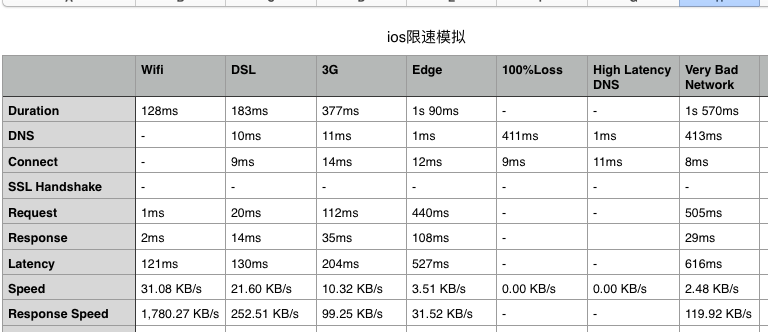 ios限速模拟
Wifi DSL 3G Edge 100%Loss High Latency DNS Very Bad Network
Duration 128ms 183ms 377ms 1s 90ms - - 1s 570ms
DNS - 10ms 11ms 1ms 411ms 1ms 413ms
Connect - 9ms 14ms 12ms 9ms 11ms 8ms
SSL Handshake - - - - - - -
Request 1ms 20ms 112ms 440ms - - 505ms
Response 2ms 14ms 35ms 108ms - 29ms
Latency 121ms 130ms 204ms 527ms - - 616ms
Speed 31.08 KB/s 21.60 KB/s 10.32 KB/s 3.51 KB/s 0.00 KB/s 0.00 KB/s 2.48 KB/s
Response Speed 1,780.27 KB/s 252.51 KB/s 99.25 KB/s 31.52 KB/s - - 119.92 KB/s